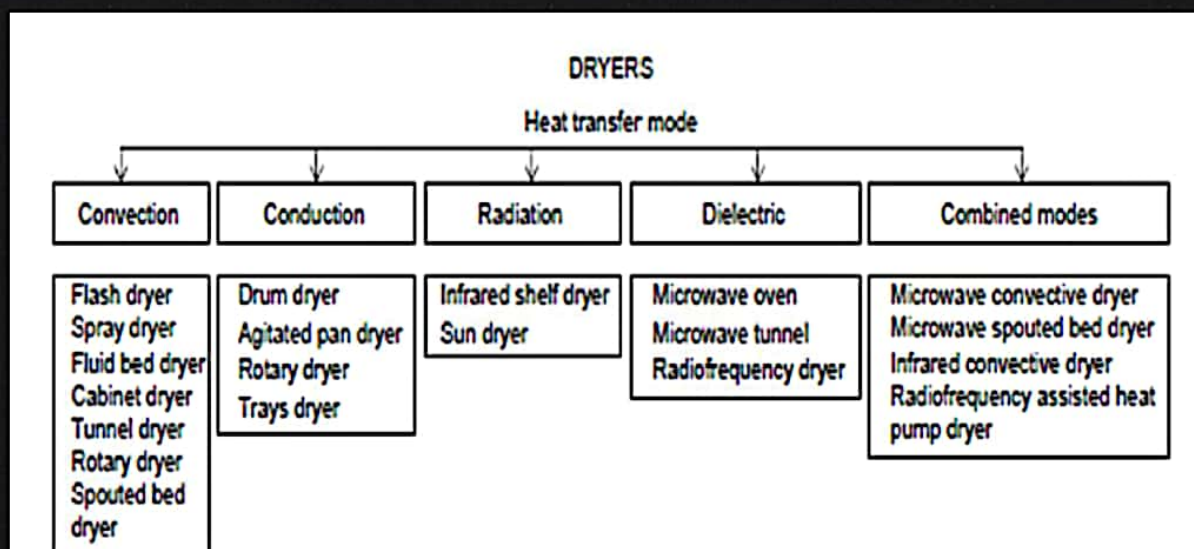 DRYERS
Heat transfer mode
Convection
Conduction
Radiation
Dielectric
Combined modes
Flash dryer
Spray dryer
Fluid bed dryer
Cabinet dryer
Tunnel dryer
Rotary dryer
Spouted bed
dryer
Drum dryer
Agitated pan dryer
Rotary dryer
Trays dryer
Infrared shelf dryer
Sun dryer
Microwave oven
Microwave tunnel
Radiofrequency dryer
Microwave convective dryer
Microwave spouted bed dryer
Infrared convective dryer
Radiofrequency assisted heat
pump dryer